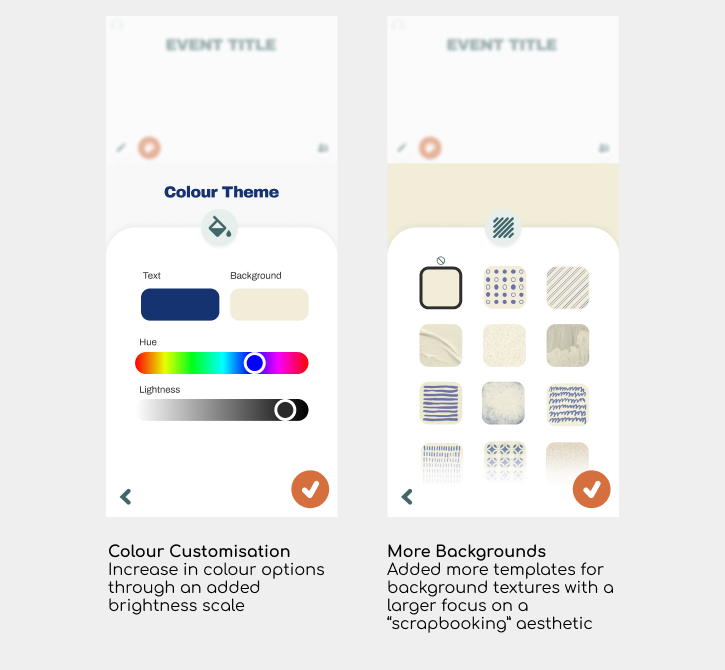 EVENT TITLE
Colour Theme
Text
Background
Hue
Lightness
Colour Customisation
Increase in colour options
through an added
brightness scale
EVENT TITLE
More Backgrounds
Added more templates for
background textures with a
larger focus on a
“scrapbooking” aesthetic